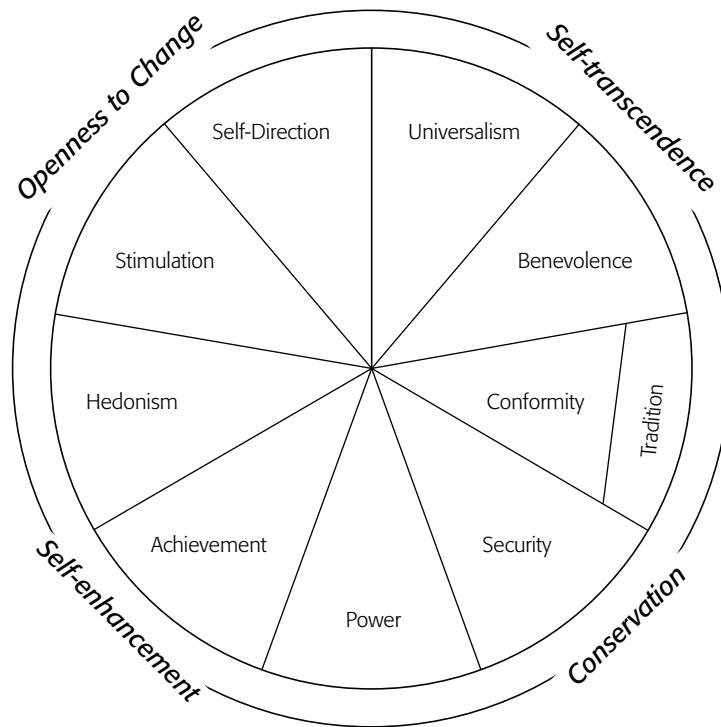 Openness to Change
Self-transcendence
Self-Direction
Universalism
Stimulation
Benevolence
Hedonism
Conformity
Tradition
Achievement
Security
Power
Self-enhancement
Conservation